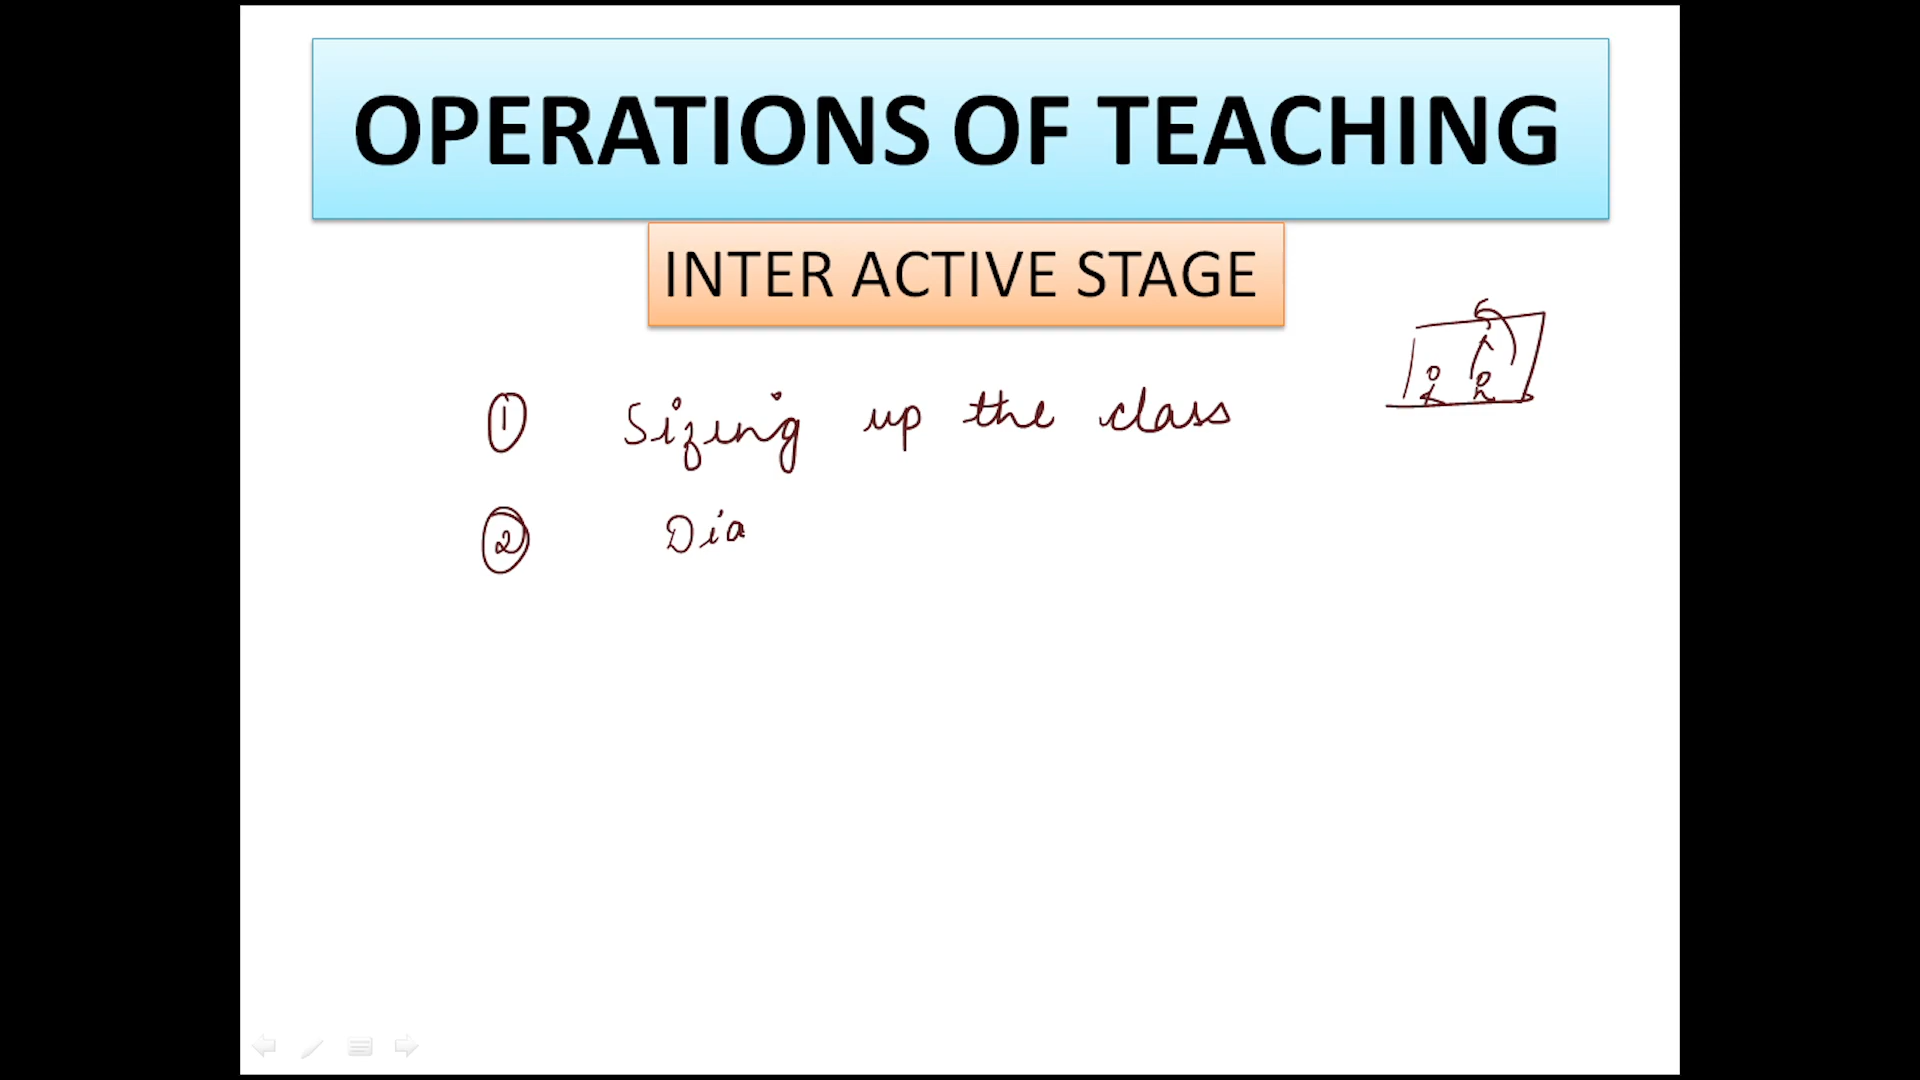 OPERATIONS OF TEACHING
INTER ACTIVE STAGE
① Sizing up the class
② Dia